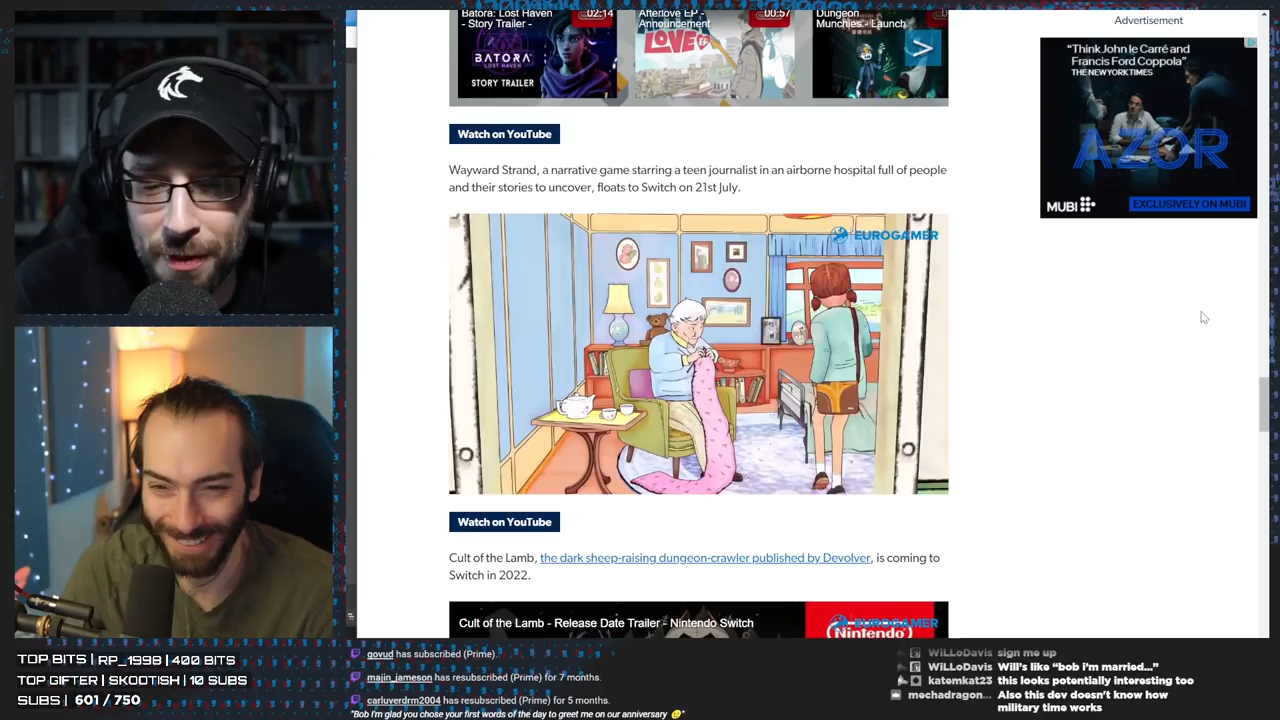 Batora: Lost Haven
- Story Trailer -
02:14
BATORA
LOST HAVEN
STORY TRAILER
Afterlove EP -
Announcement
00:57
LOVE EP
Dungeon
Munchies - Launch
>
Advertisement
"Think John le Carré and
Francis Ford Coppola"
THE NEW YORK TIMES
AZOR
MUBI
EXCLUSIVELY ON MUBI
Watch on YouTube
Wayward Strand, a narrative game starring a teen journalist in an airborne hospital full of people
and their stories to uncover, floats to Switch on 21st July.
EUROGAMER
Watch on YouTube
Cult of the Lamb, the dark sheep-raising dungeon-crawler published by Devolver, is coming to
Switch in 2022.
Cult of the Lamb - Release Date Trailer - Nintendo Switch
EUROGAMER
Nintendo
TOP BITS | RP_1998 | 400 BITS
TOP GIFTER | SKODTISH | 10 SUBS
SUBS | 601 / 750
govud has subscribed (Prime).
majin_jameson has resubscribed (Prime) for 7 months.
carluverdrm2004 has resubscribed (Prime) for 5 months.
"Bob I'm glad you chose your first words of the day to greet me on our anniversary
WiLLoDavis sign me up
WiLLoDavis Will's like "bob i'm married..."
katemkat23 this looks potentially interesting too
mechadragon... Also this dev doesn't know how
military time works